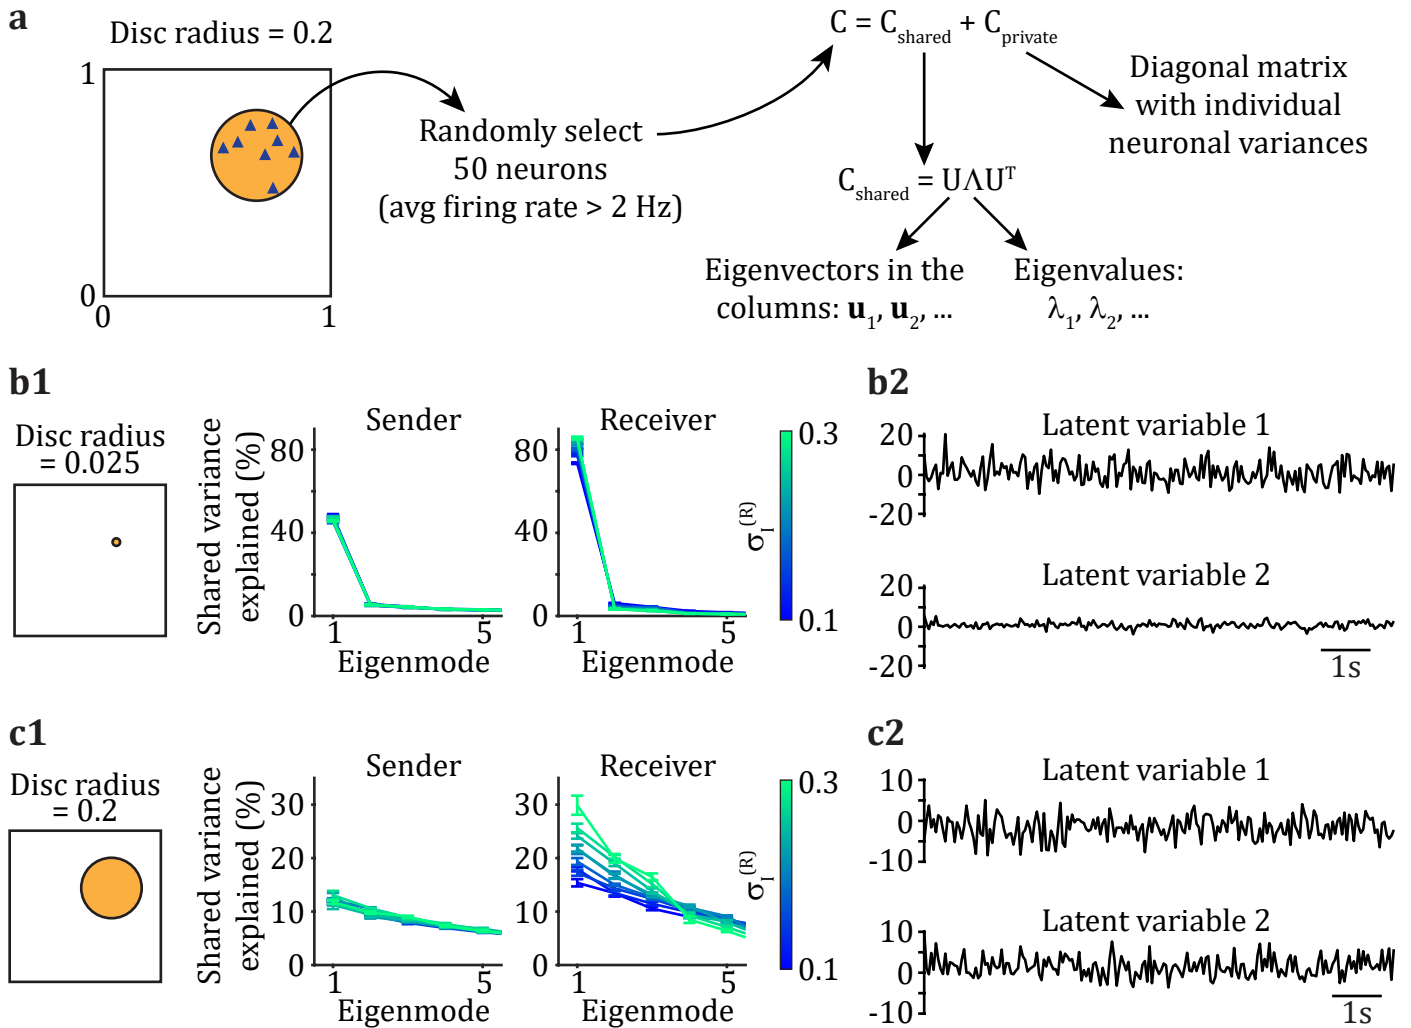 a
Disc radius = 0.2
1
0
0
1
Randomly select
50 neurons
(avg firing rate > 2 Hz)
C = C_shared + C_private
Diagonal matrix
with individual
neuronal variances
C_shared = UΛU^T
Eigenvectors in the
columns: u_1, u_2, ...
Eigenvalues:
λ_1, λ_2, ...
b1
Disc radius
= 0.025
Shared variance
explained (%)
Sender
80
40
0
1
5
Eigenmode
Receiver
80
40
0
1
5
Eigenmode
0.3
σ_I^(R)
0.1
b2
Latent variable 1
20
0
-20
Latent variable 2
20
0
-20
1s
c1
Disc radius
= 0.2
Shared variance
explained (%)
Sender
30
20
10
0
1
5
Eigenmode
Receiver
30
20
10
0
1
5
Eigenmode
0.3
σ_I^(R)
0.1
c2
Latent variable 1
10
0
-10
Latent variable 2
10
0
-10
1s